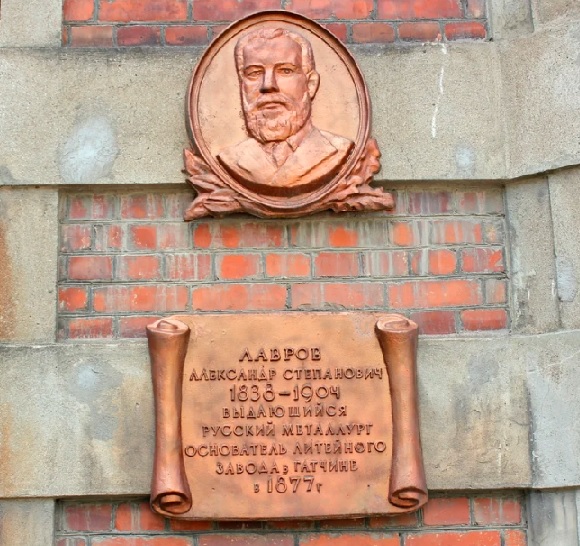 ЛАВРОВ
АЛЕКСАНДР СТЕПАНОВИЧ
1838-1904
ВЫДАЮЩИЙСЯ
РУССКИЙ МЕТАЛЛУРГ
ОСНОВАТЕЛЬ ЛИТЕЙНОГО
ЗАВОДА в ГАТЧИНЕ
в 1877г